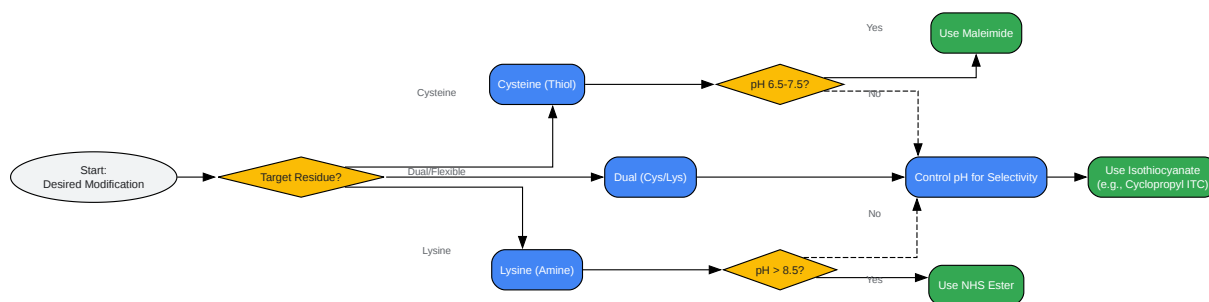 Start:
Desired Modification
Target Residue?
Cysteine
Dual/Flexible
Lysine
Cysteine (Thiol)
Dual (Cys/Lys)
Lysine (Amine)
pH 6.5-7.5?
pH > 8.5?
Yes
No
No
Yes
Use Maleimide
Control pH for Selectivity
Use NHS Ester
Use Isothiocyanate
(e.g., Cyclopropyl ITC)